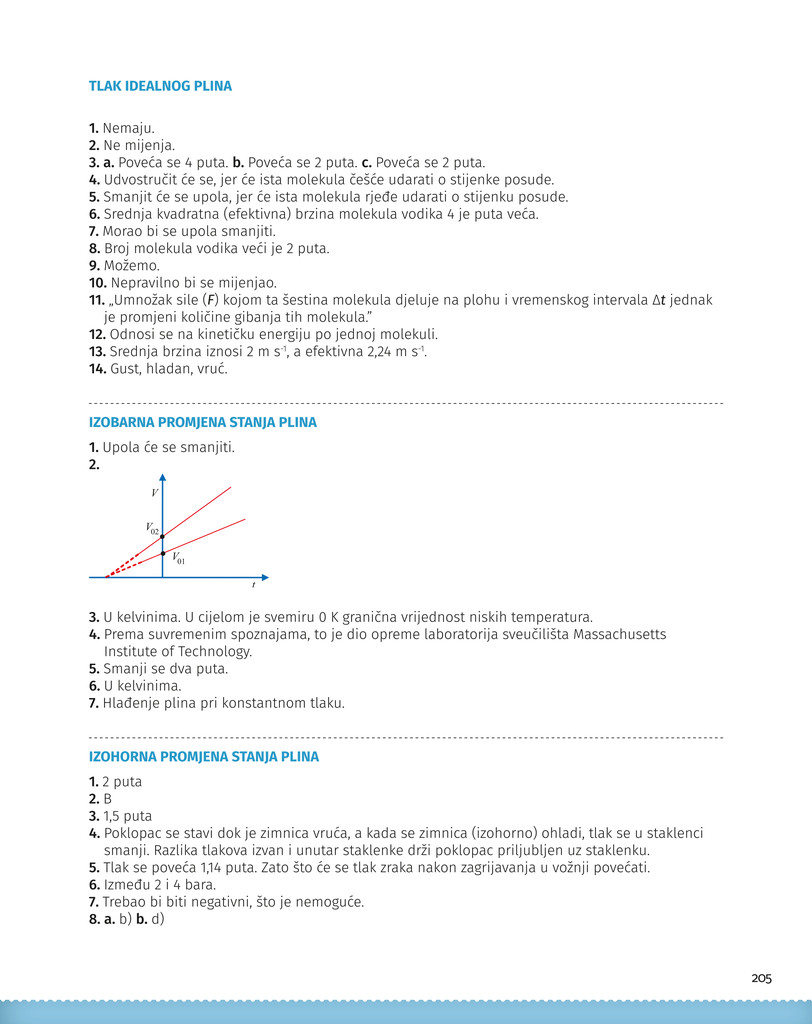 TLAK IDEALNOG PLINA
1. Nemaju.
2. Ne mijenja.
3. a. Poveća se 4 puta. b. Poveća se 2 puta. c. Poveća se 2 puta.
4. Udvostručit će se, jer će ista molekula češće udarati o stijenke posude.
5. Smanjit će se upola, jer će ista molekula rjeđe udarati o stijenku posude.
6. Srednja kvadratna (efektivna) brzina molekula vodika 4 je puta veća.
7. Morao bi se upola smanjiti.
8. Broj molekula vodika veći je 2 puta.
9. Možemo.
10. Nepravilno bi se mijenjao.
11. „Umnožak sile (F) kojom ta šestina molekula djeluje na plohu i vremenskog intervala Δt jednak
je promjeni količine gibanja tih molekula.”
12. Odnosi se na kinetičku energiju po jednoj molekuli.
13. Srednja brzina iznosi 2 m s⁻¹, a efektivna 2,24 m s⁻¹.
14. Gust, hladan, vruć.
IZOBARNA PROMJENA STANJA PLINA
1. Upola će se smanjiti.
2.
V
V₀₂
V₀₁
t
3. U kelvinima. U cijelom je svemiru 0 K granična vrijednost niskih temperatura.
4. Prema suvremenim spoznajama, to je dio opreme laboratorija sveučilišta Massachusetts
Institute of Technology.
5. Smanji se dva puta.
6. U kelvinima.
7. Hlađenje plina pri konstantnom tlaku.
IZOHORNA PROMJENA STANJA PLINA
1. 2 puta
2. B
3. 1,5 puta
4. Poklopac se stavi dok je zimnica vruća, a kada se zimnica (izohorno) ohladi, tlak se u staklenci
smanji. Razlika tlakova izvan i unutar staklenke drži poklopac priljubljen uz staklenku.
5. Tlak se poveća 1,14 puta. Zato što će se tlak zraka nakon zagrijavanja u vožnji povećati.
6. Između 2 i 4 bara.
7. Trebao bi biti negativni, što je nemoguće.
8. a. b) b. d)
205